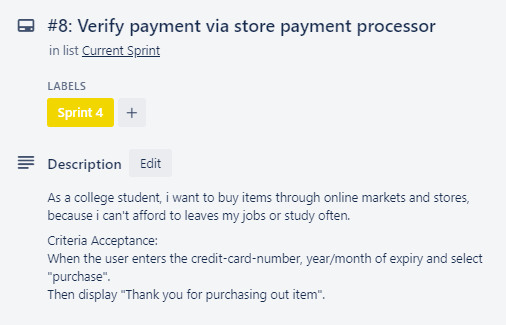 #8: Verify payment via store payment processor
in list Current Sprint
LABELS
Sprint 4 +
Description Edit
As a college student, i want to buy items through online markets and stores,
because i can't afford to leaves my jobs or study often.
Criteria Acceptance:
When the user enters the credit-card-number, year/month of expiry and select
"purchase".
Then display "Thank you for purchasing out item".